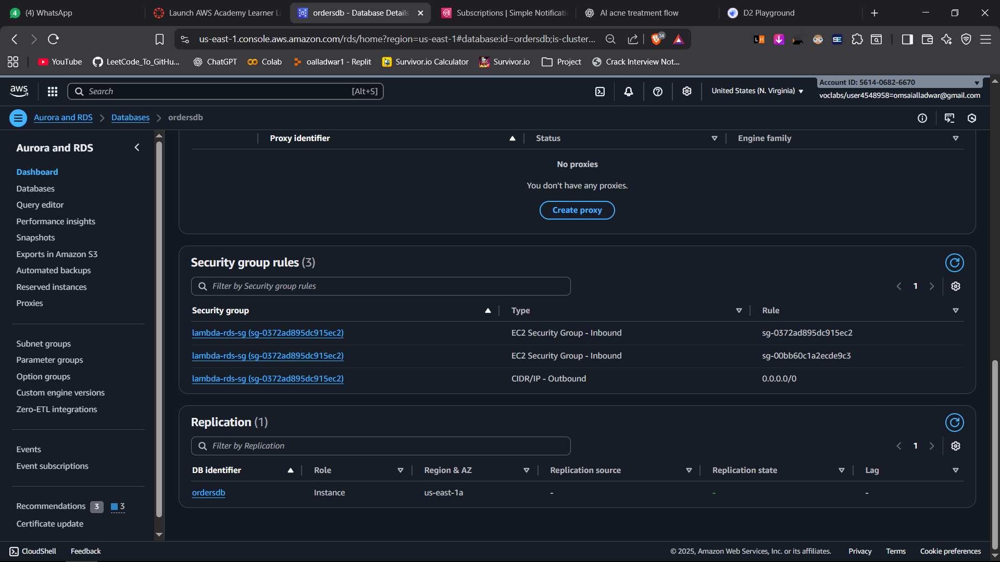 4 (4) WhatsApp
Launch AWS Academy Learner L
ordersdb - Database Details
Subscriptions | Simple Notificati
AI acne treatment flow
D2 Playground
us-east-1.console.aws.amazon.com/rds/home?region=us-east-1#database:id=ordersdb;is-cluster...
34
LH
SE
YouTube
LeetCode_To_GitHu...
ChatGPT
Colab
oalladwar1 - Replit
Survivor.io Calculator
Survivor.io
Project
Crack Interview Not...
aws
Search [Alt+S]
United States (N. Virginia)
Account ID: 5614-0682-6670
voclabs/user4548958=omsaialladwar@gmail.com
Aurora and RDS
Databases
ordersdb
Aurora and RDS
Dashboard
Databases
Query editor
Performance insights
Snapshots
Exports in Amazon S3
Automated backups
Reserved instances
Proxies
Subnet groups
Parameter groups
Option groups
Custom engine versions
Zero-ETL integrations
Events
Event subscriptions
Recommendations 3 3
Certificate update
Proxy identifier Status Engine family
No proxies
You don't have any proxies.
Create proxy
Security group rules (3)
Filter by Security group rules
1
Security group Type Rule
lambda-rds-sg (sg-0372ad895dc915ec2) EC2 Security Group - Inbound sg-0372ad895dc915ec2
lambda-rds-sg (sg-0372ad895dc915ec2) EC2 Security Group - Inbound sg-00bb60c1a2ecde9c3
lambda-rds-sg (sg-0372ad895dc915ec2) CIDR/IP - Outbound 0.0.0.0/0
Replication (1)
Filter by Replication
1
DB identifier Role Region & AZ Replication source Replication state Lag
ordersdb Instance us-east-1a - - -
CloudShell Feedback © 2025, Amazon Web Services, Inc. or its affiliates. Privacy Terms Cookie preferences